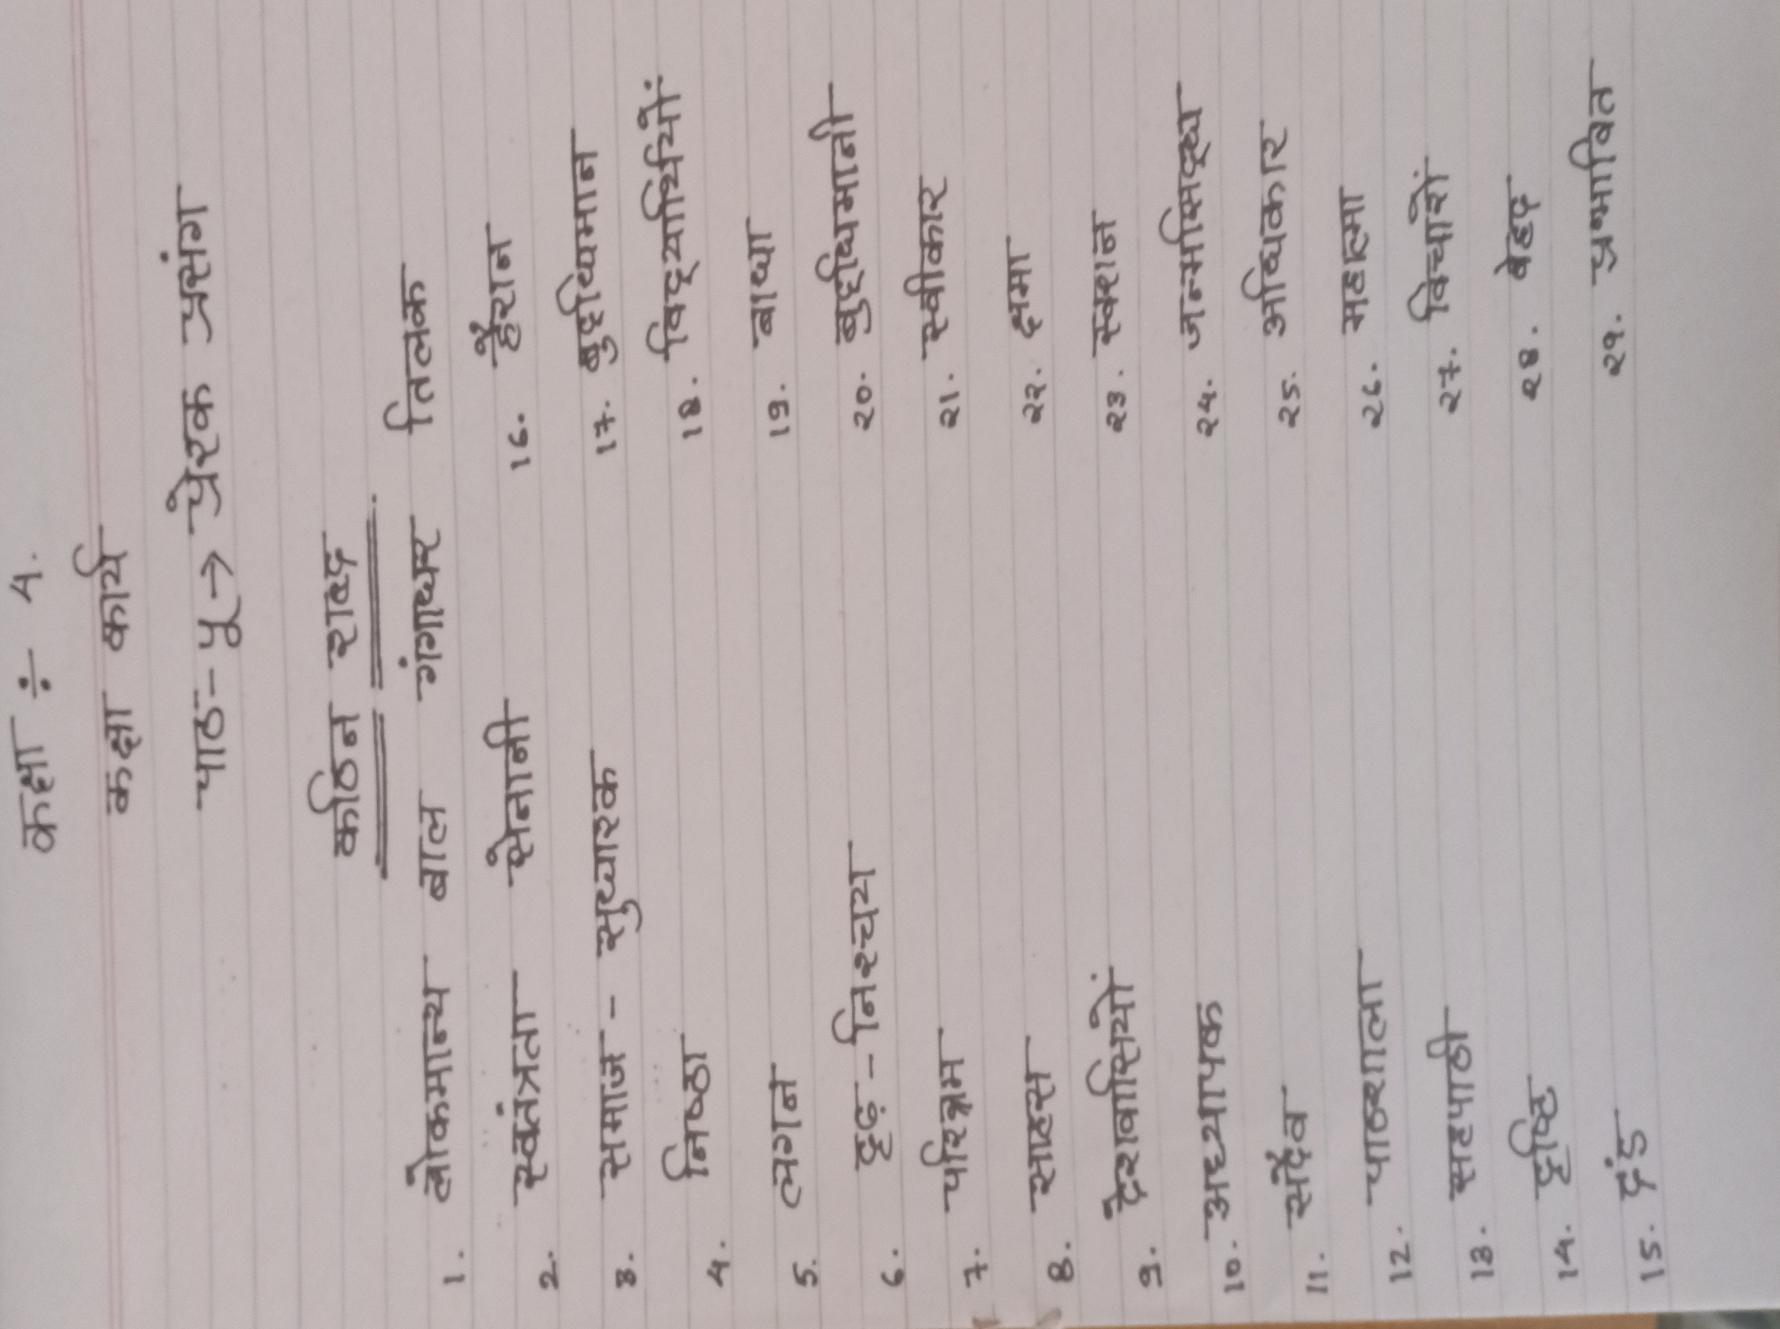 कक्षा ÷ 4.
कक्षा कार्य
पाठ - ५ → प्रेरक प्रसंग
कठिन शब्द
1. लोकमान्य बाल गंगाधर तिलक
2. स्वतंत्रता सेनानी
3. समाज - सुधारक
4. निष्ठा
5. लगन
6. दृढ़ - निश्चय
7. परिश्रम
8. साहस
9. देशवासियों
10. अध्यापक
11. सदैव
12. पाठशाला
13. सहपाठी
14. दृष्टि
15. दंड
16. हैरान
17. बुद्धिमान
18. विद्यार्थियों
19. बाधा
20. बुद्धिमानी
21. स्वीकार
22. क्षमा
23. स्वराज
24. जन्मसिद्ध
25. अधिकार
26. महात्मा
27. विचारों
28. बेहद
29. प्रभावित